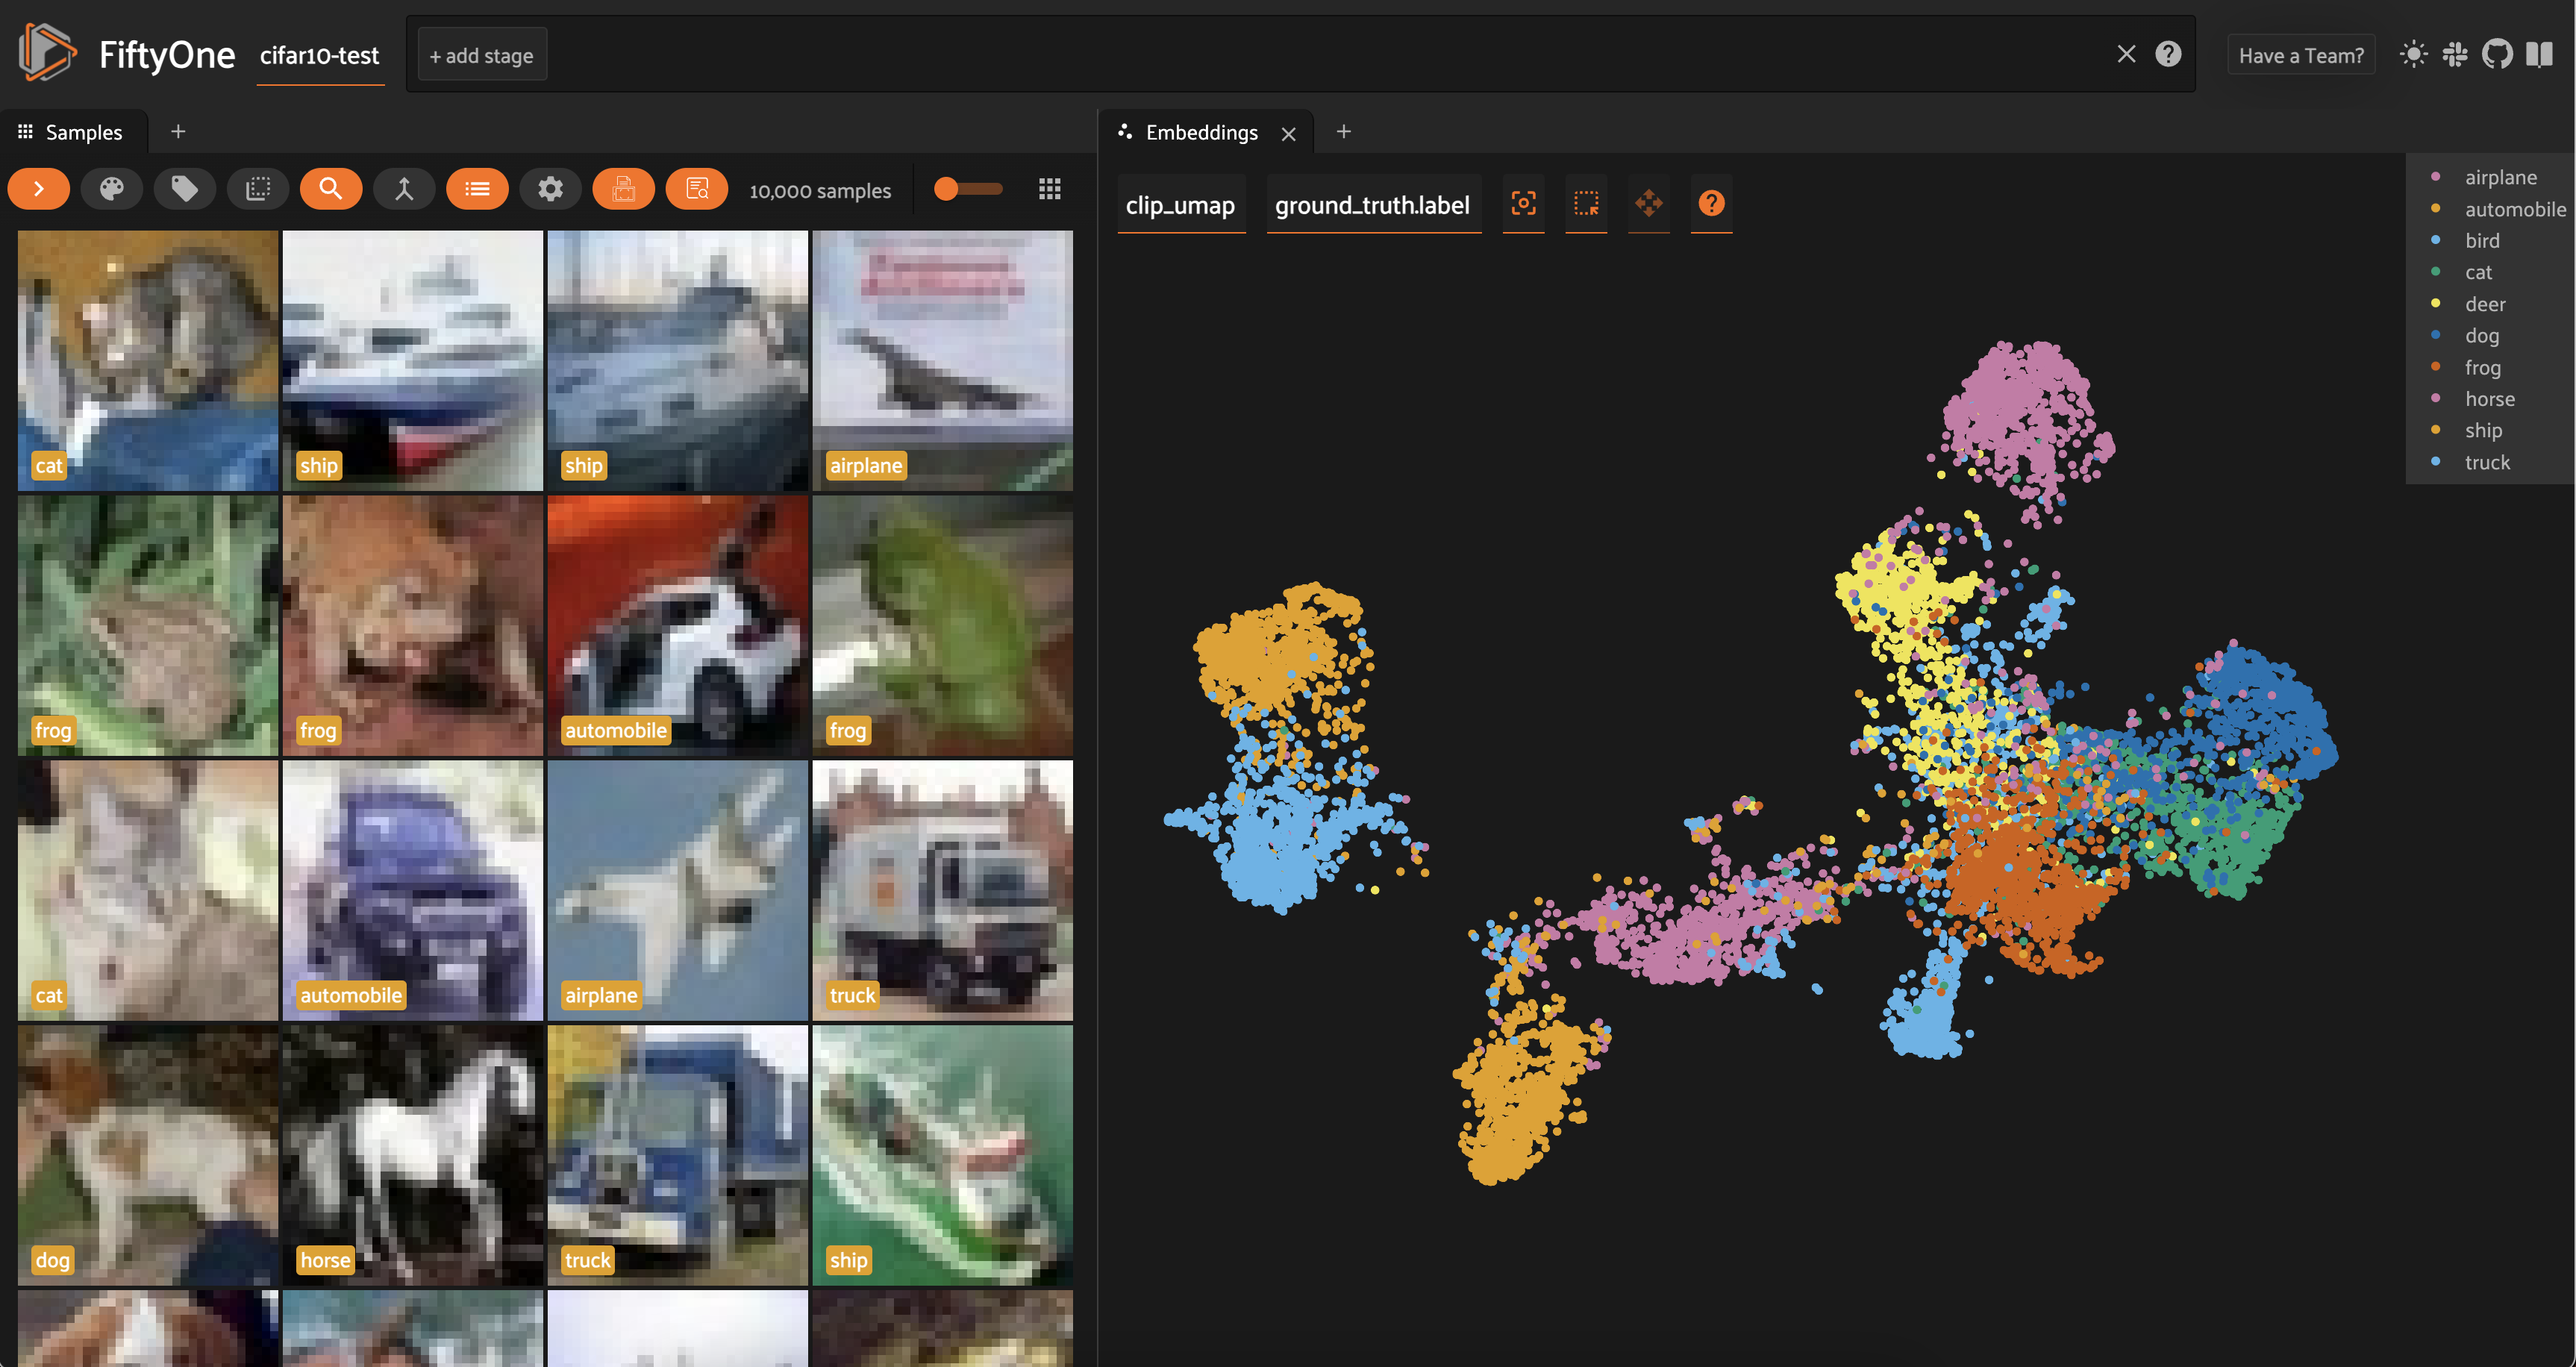 FiftyOne
cifar10-test
+ add stage
Have a Team?
Samples
10,000 samples
cat
ship
ship
airplane
frog
frog
automobile
frog
cat
automobile
airplane
truck
dog
horse
truck
ship
Embeddings
clip_umap
ground_truth.label
airplane
automobile
bird
cat
deer
dog
frog
horse
ship
truck